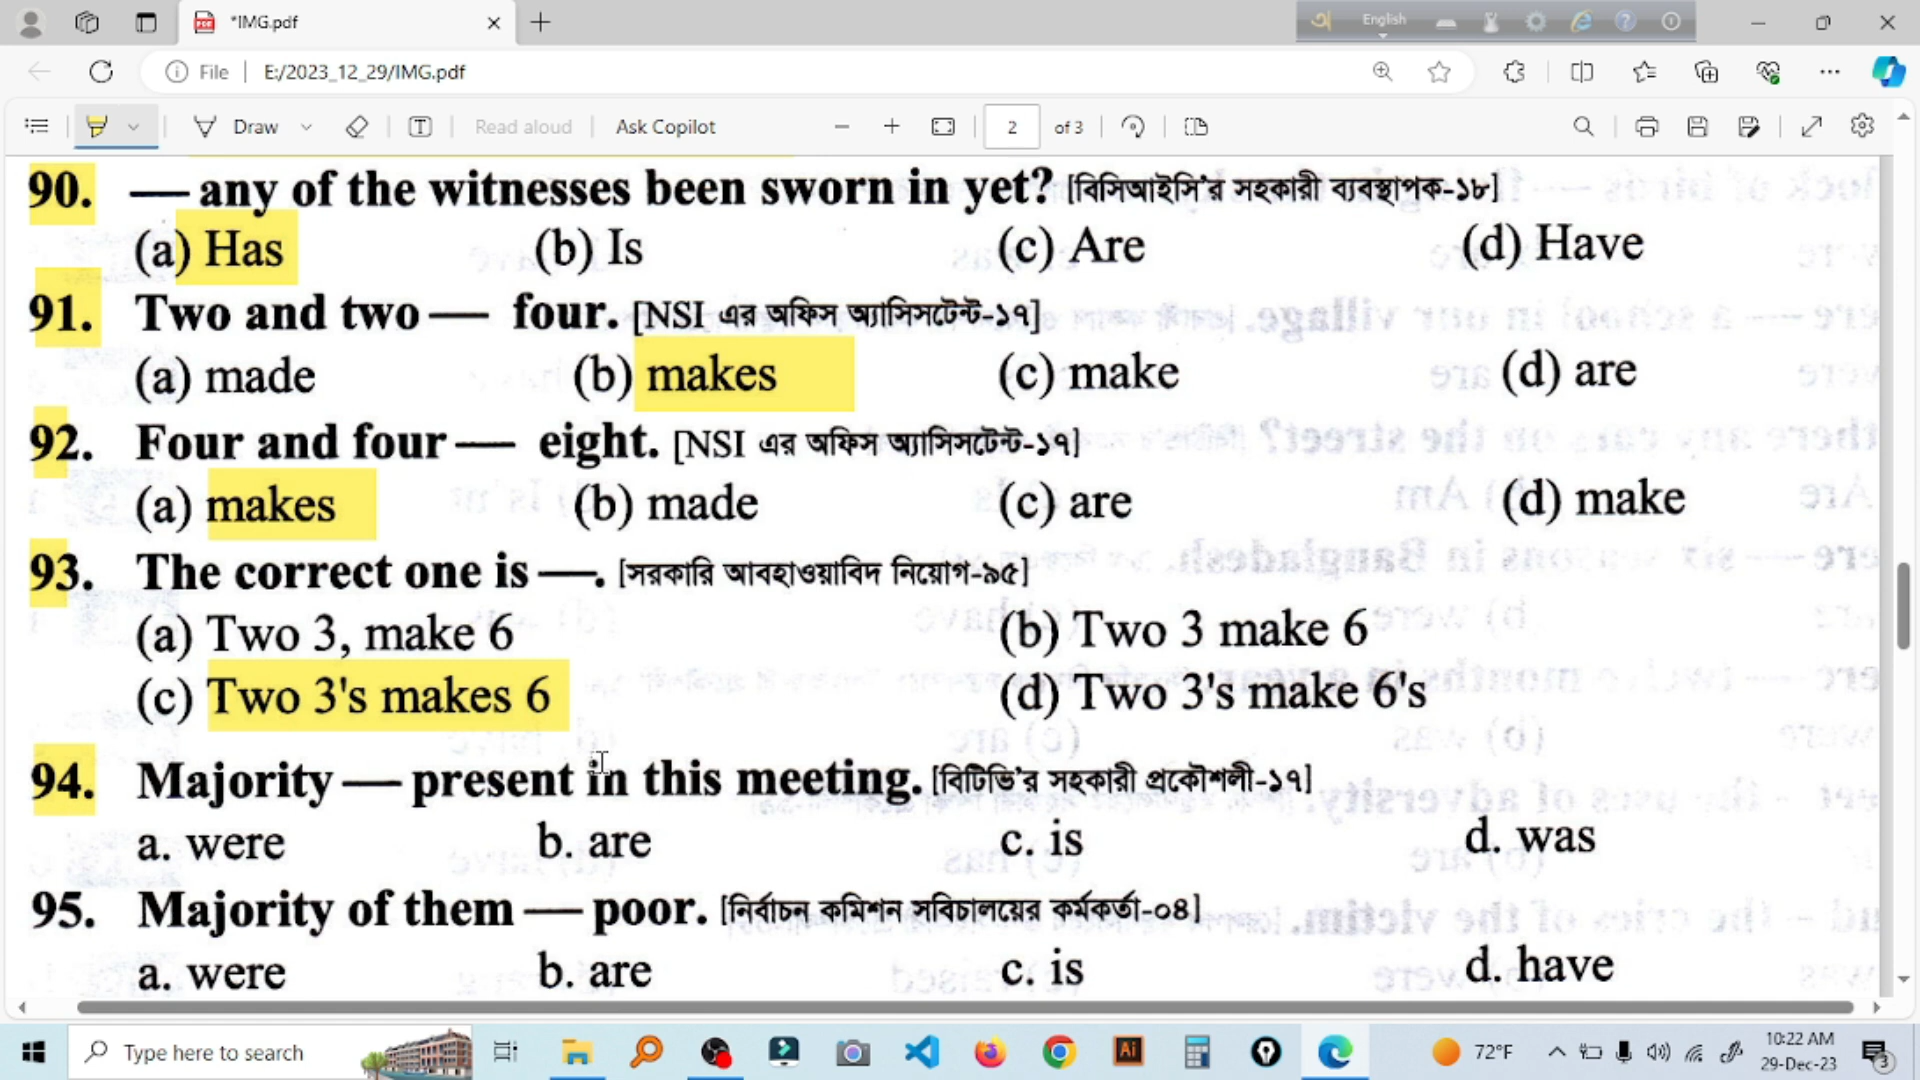 *IMG.pdf
English
File E:/2023_12_29/IMG.pdf
Draw Read aloud Ask Copilot 2 of 3
90. — any of the witnesses been sworn in yet? [বিসিআইসি'র সহকারী ব্যবস্থাপক-১৮]
(a) Has (b) Is (c) Are (d) Have
91. Two and two — four. [NSI এর অফিস অ্যাসিসটেন্ট-১৭]
(a) made (b) makes (c) make (d) are
92. Four and four — eight. [NSI এর অফিস অ্যাসিসটেন্ট-১৭]
(a) makes (b) made (c) are (d) make
93. The correct one is —. [সরকারি আবহাওয়াবিদ নিয়োগ-৯৫]
(a) Two 3, make 6 (b) Two 3 make 6
(c) Two 3's makes 6 (d) Two 3's make 6's
94. Majority — present in this meeting. [বিটিভি'র সহকারী প্রকৌশলী-১৭]
a. were b. are c. is d. was
95. Majority of them — poor. [নির্বাচন কমিশন সবিচালয়ের কর্মকর্তা-০৪]
a. were b. are c. is d. have
Type here to search 72°F 10:22 AM
29-Dec-23 3